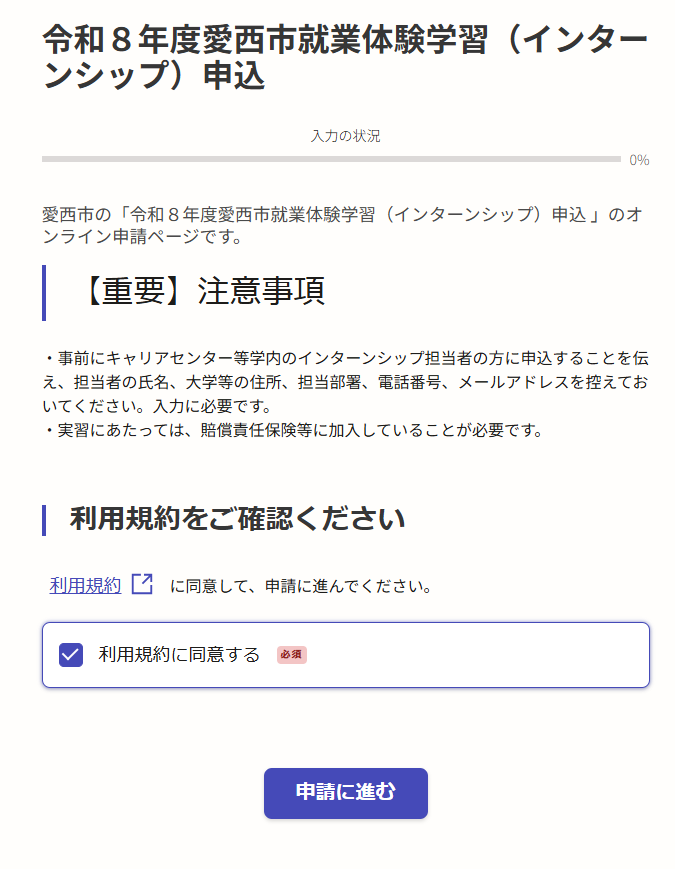 令和８年度愛西市就業体験学習（インター
ンシップ）申込
入力の状況
0%
愛西市の「令和８年度愛西市就業体験学習（インターンシップ）申込 」のオ
ンライン申請ページです。
【重要】注意事項
・事前にキャリアセンター等学内のインターンシップ担当者の方に申込することを伝
え、担当者の氏名、大学等の住所、担当部署、電話番号、メールアドレスを控えてお
いてください。入力に必要です。
・実習にあたっては、賠償責任保険等に加入していることが必要です。
利用規約をご確認ください
利用規約 に同意して、申請に進んでください。
利用規約に同意する 必須
申請に進む